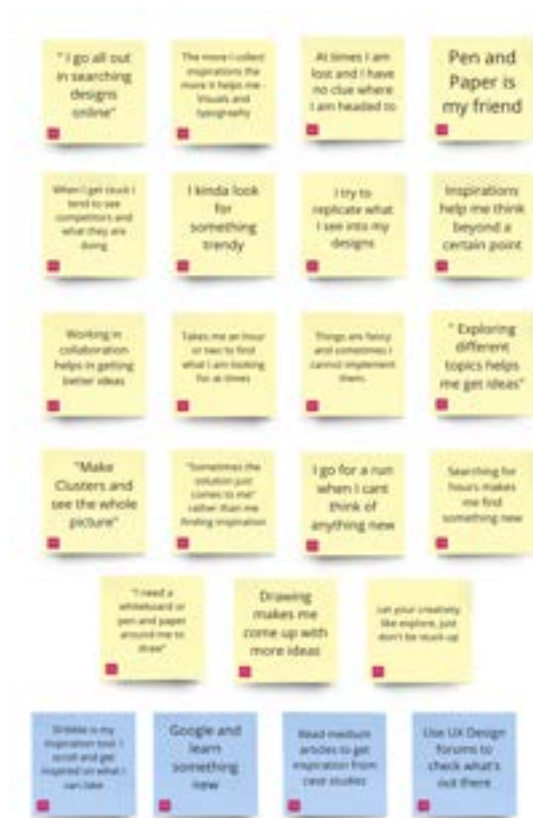 " I go all out
in searching
designs
online"
The more I collect
inspirations the
more it helps me -
Visuals and
typography
At times I am
lost and I have
no clue where
I am headed to
Pen and
Paper is
my friend
When I get stuck I
tend to see
competitors and
what they are
doing
I kinda look
for
something
trendy
I try to
replicate what
I see into my
designs
Inspirations
help me think
beyond a
certain point
Working in
collaboration
helps in getting
better ideas
Takes me an hour
or two to find
what I am looking
for at times
Things are fancy
and sometimes I
cannot implement
them.
" Exploring
different
topics helps
me get ideas"
"Make
Clusters and
see the whole
picture"
"Sometimes the
solution just
comes to me"
rather than me
finding inspiration
I go for a run
when I cant
think of
anything new
Searching for
hours makes
me find
something new
"I need a
whiteboard or
pen and paper
around me to
draw"
Drawing
makes me
come up with
more ideas
Let your creativity
like explore, just
don't be stuck up
Dribble is my
inspiration tool. I
scroll and get
inspired on what I
can take
Google and
learn
something
new
Read medium
articles to get
inspiration from
case studies
Use UX Design
forums to
check what's
out there